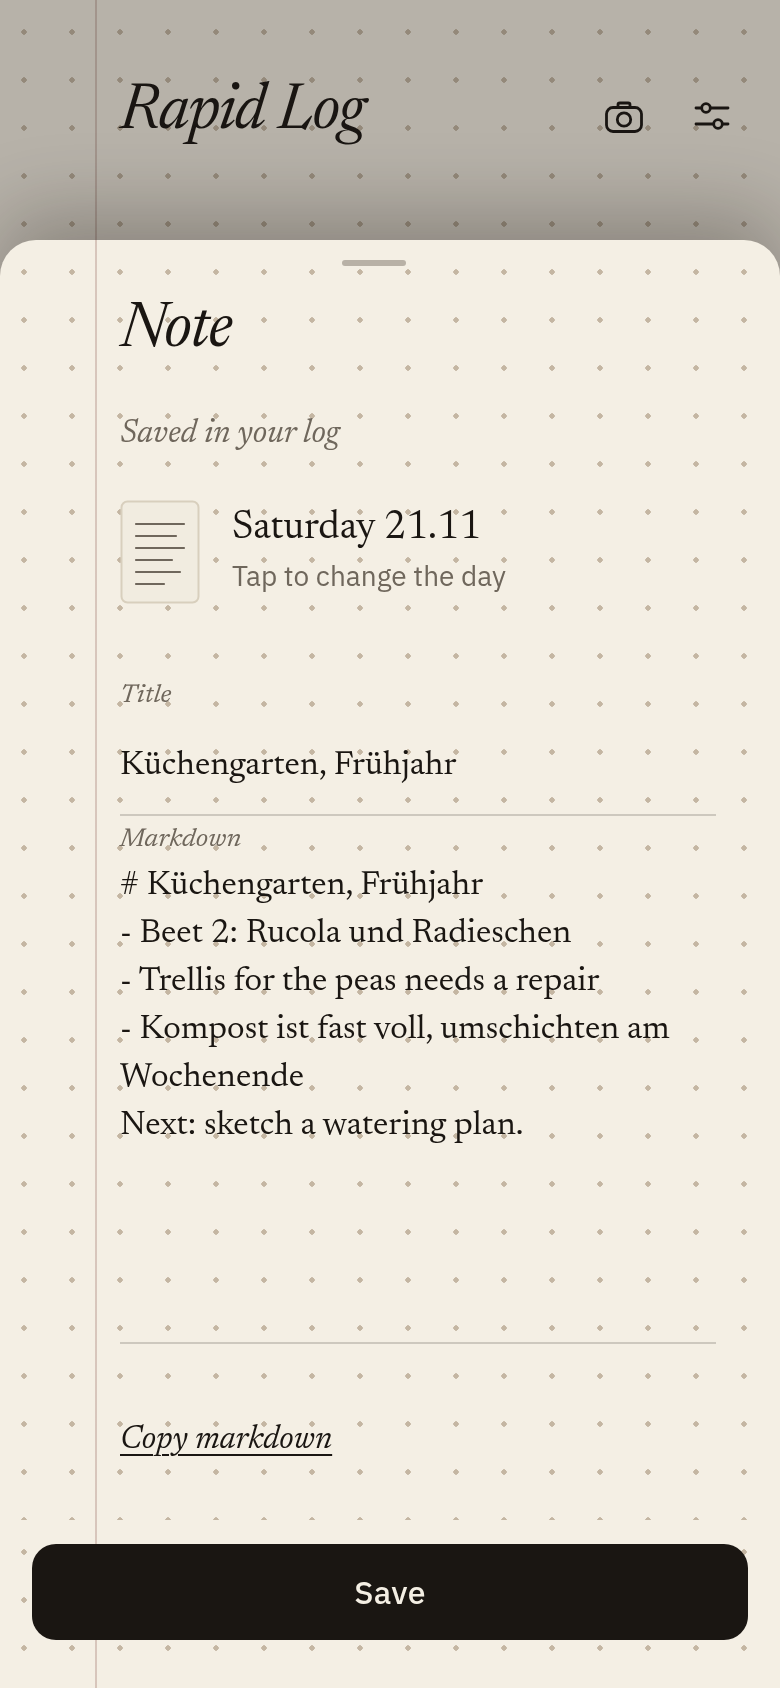 Rapid Log
Note
Saved in your log
Saturday 21.11
Tap to change the day
Title
Küchengarten, Frühjahr
Markdown
# Küchengarten, Frühjahr
- Beet 2: Rucola und Radieschen
- Trellis for the peas needs a repair
- Kompost ist fast voll, umschichten am
Wochenende
Next: sketch a watering plan.
Copy markdown
Save